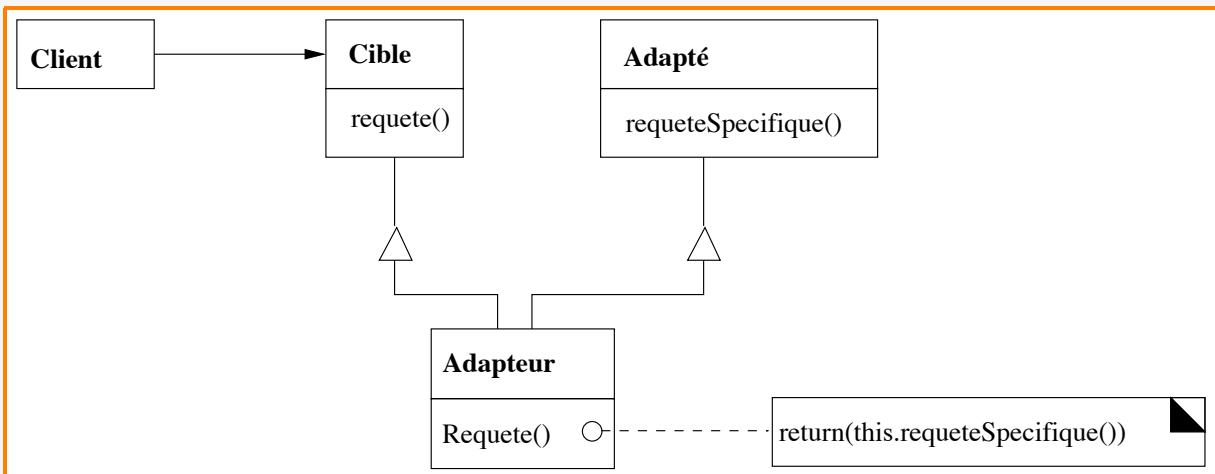 Client
Cible
requete()
Adapté
requeteSpecifique()
Adapteur
Requete()
return(this.requeteSpecifique())